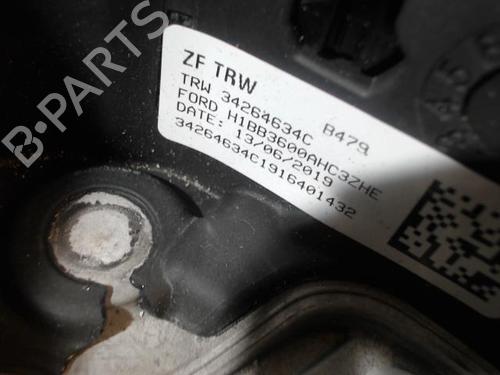 B-PARTS
ZF TRW
TRW 34264634C B479
FORD H1BB3600AHC3ZHE
DATE: 13/06/2019
34264634C1916401432